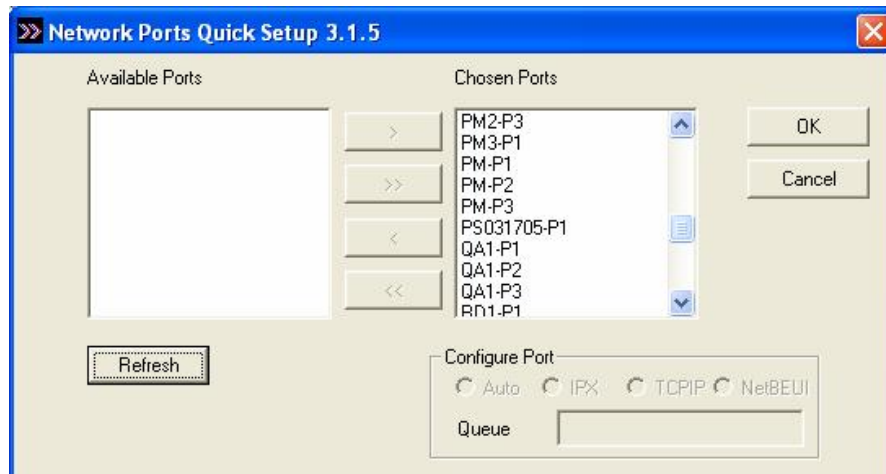 Network Ports Quick Setup 3.1.5
Available Ports
Chosen Ports
>
>>
<
<<
PM2-P3
PM3-P1
PM-P1
PM-P2
PM-P3
PS031705-P1
QA1-P1
QA1-P2
QA1-P3
OK
Cancel
Refresh
Configure Port
Auto IPX TCPIP NetBEUI
Queue